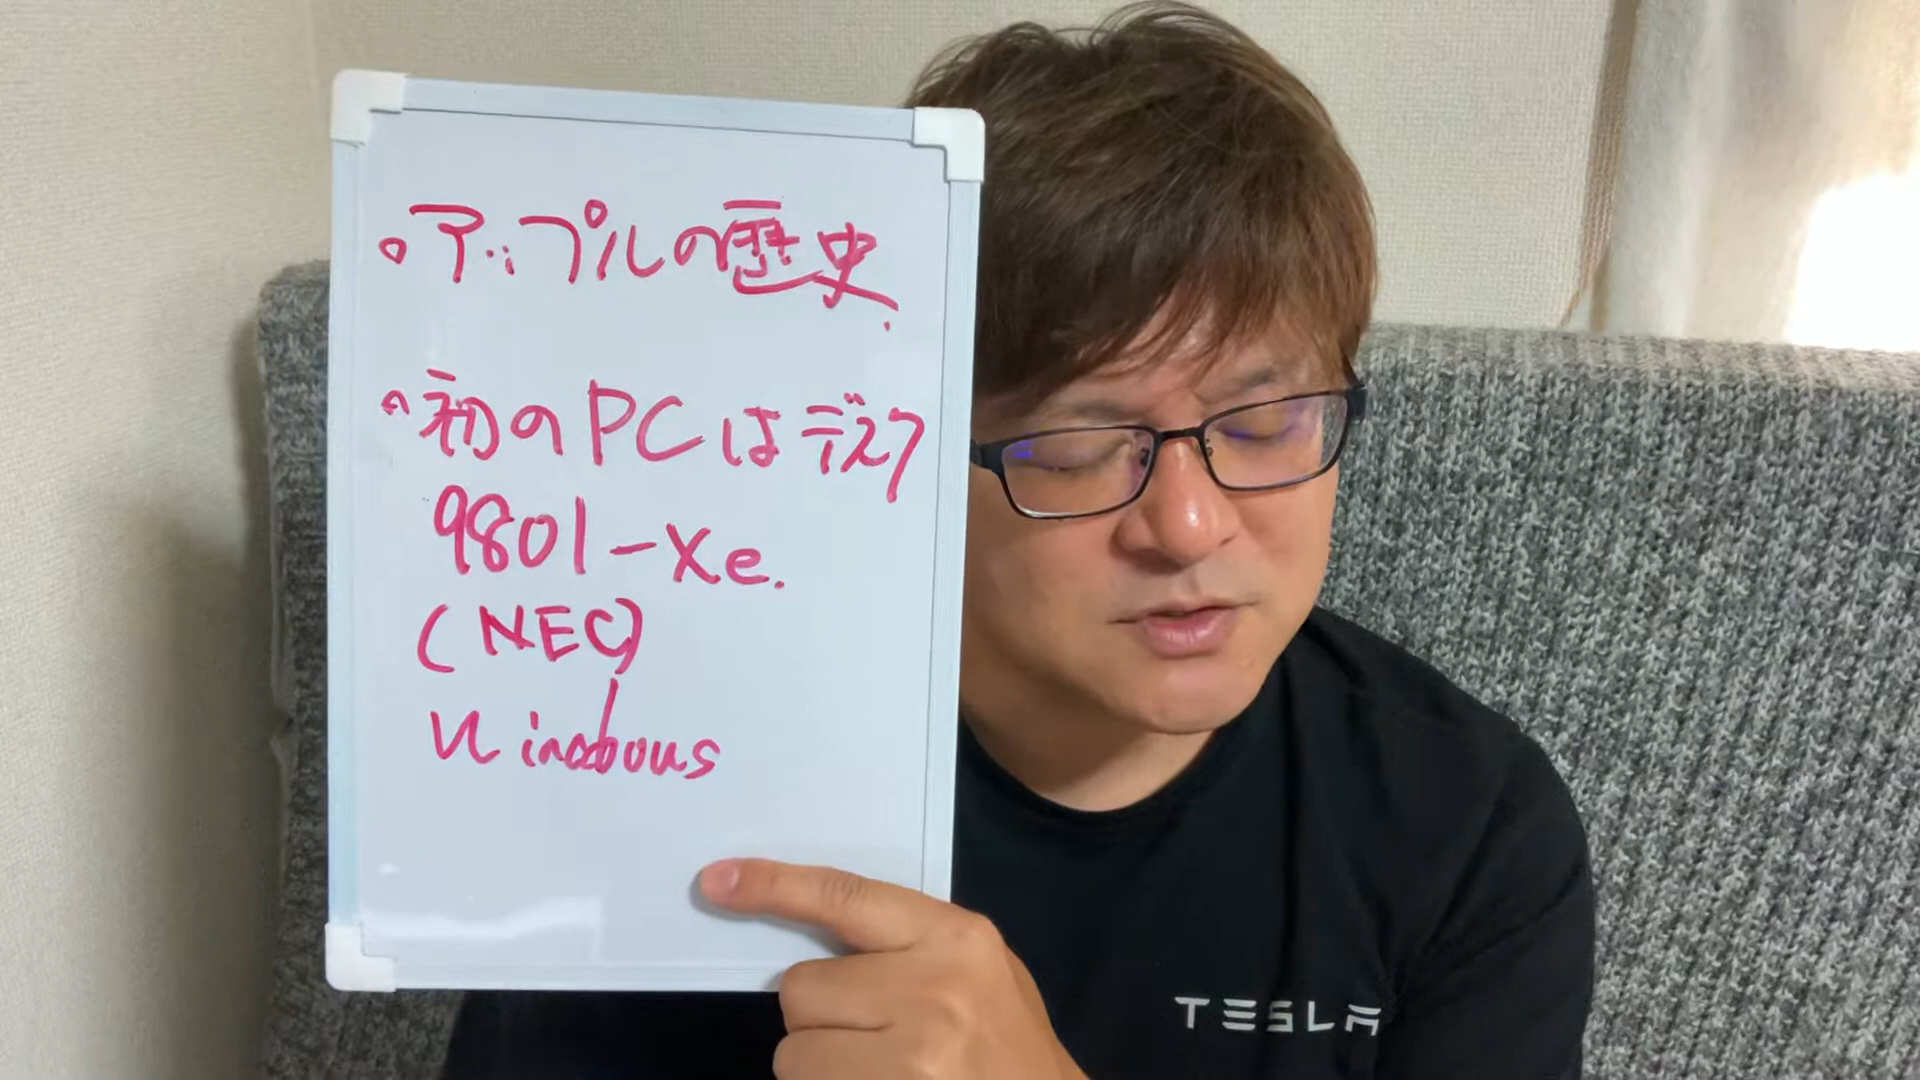 。アップルの歴史.
。初のPCはデスク
9801-Xe.
(NEC)
Windows
TESLA